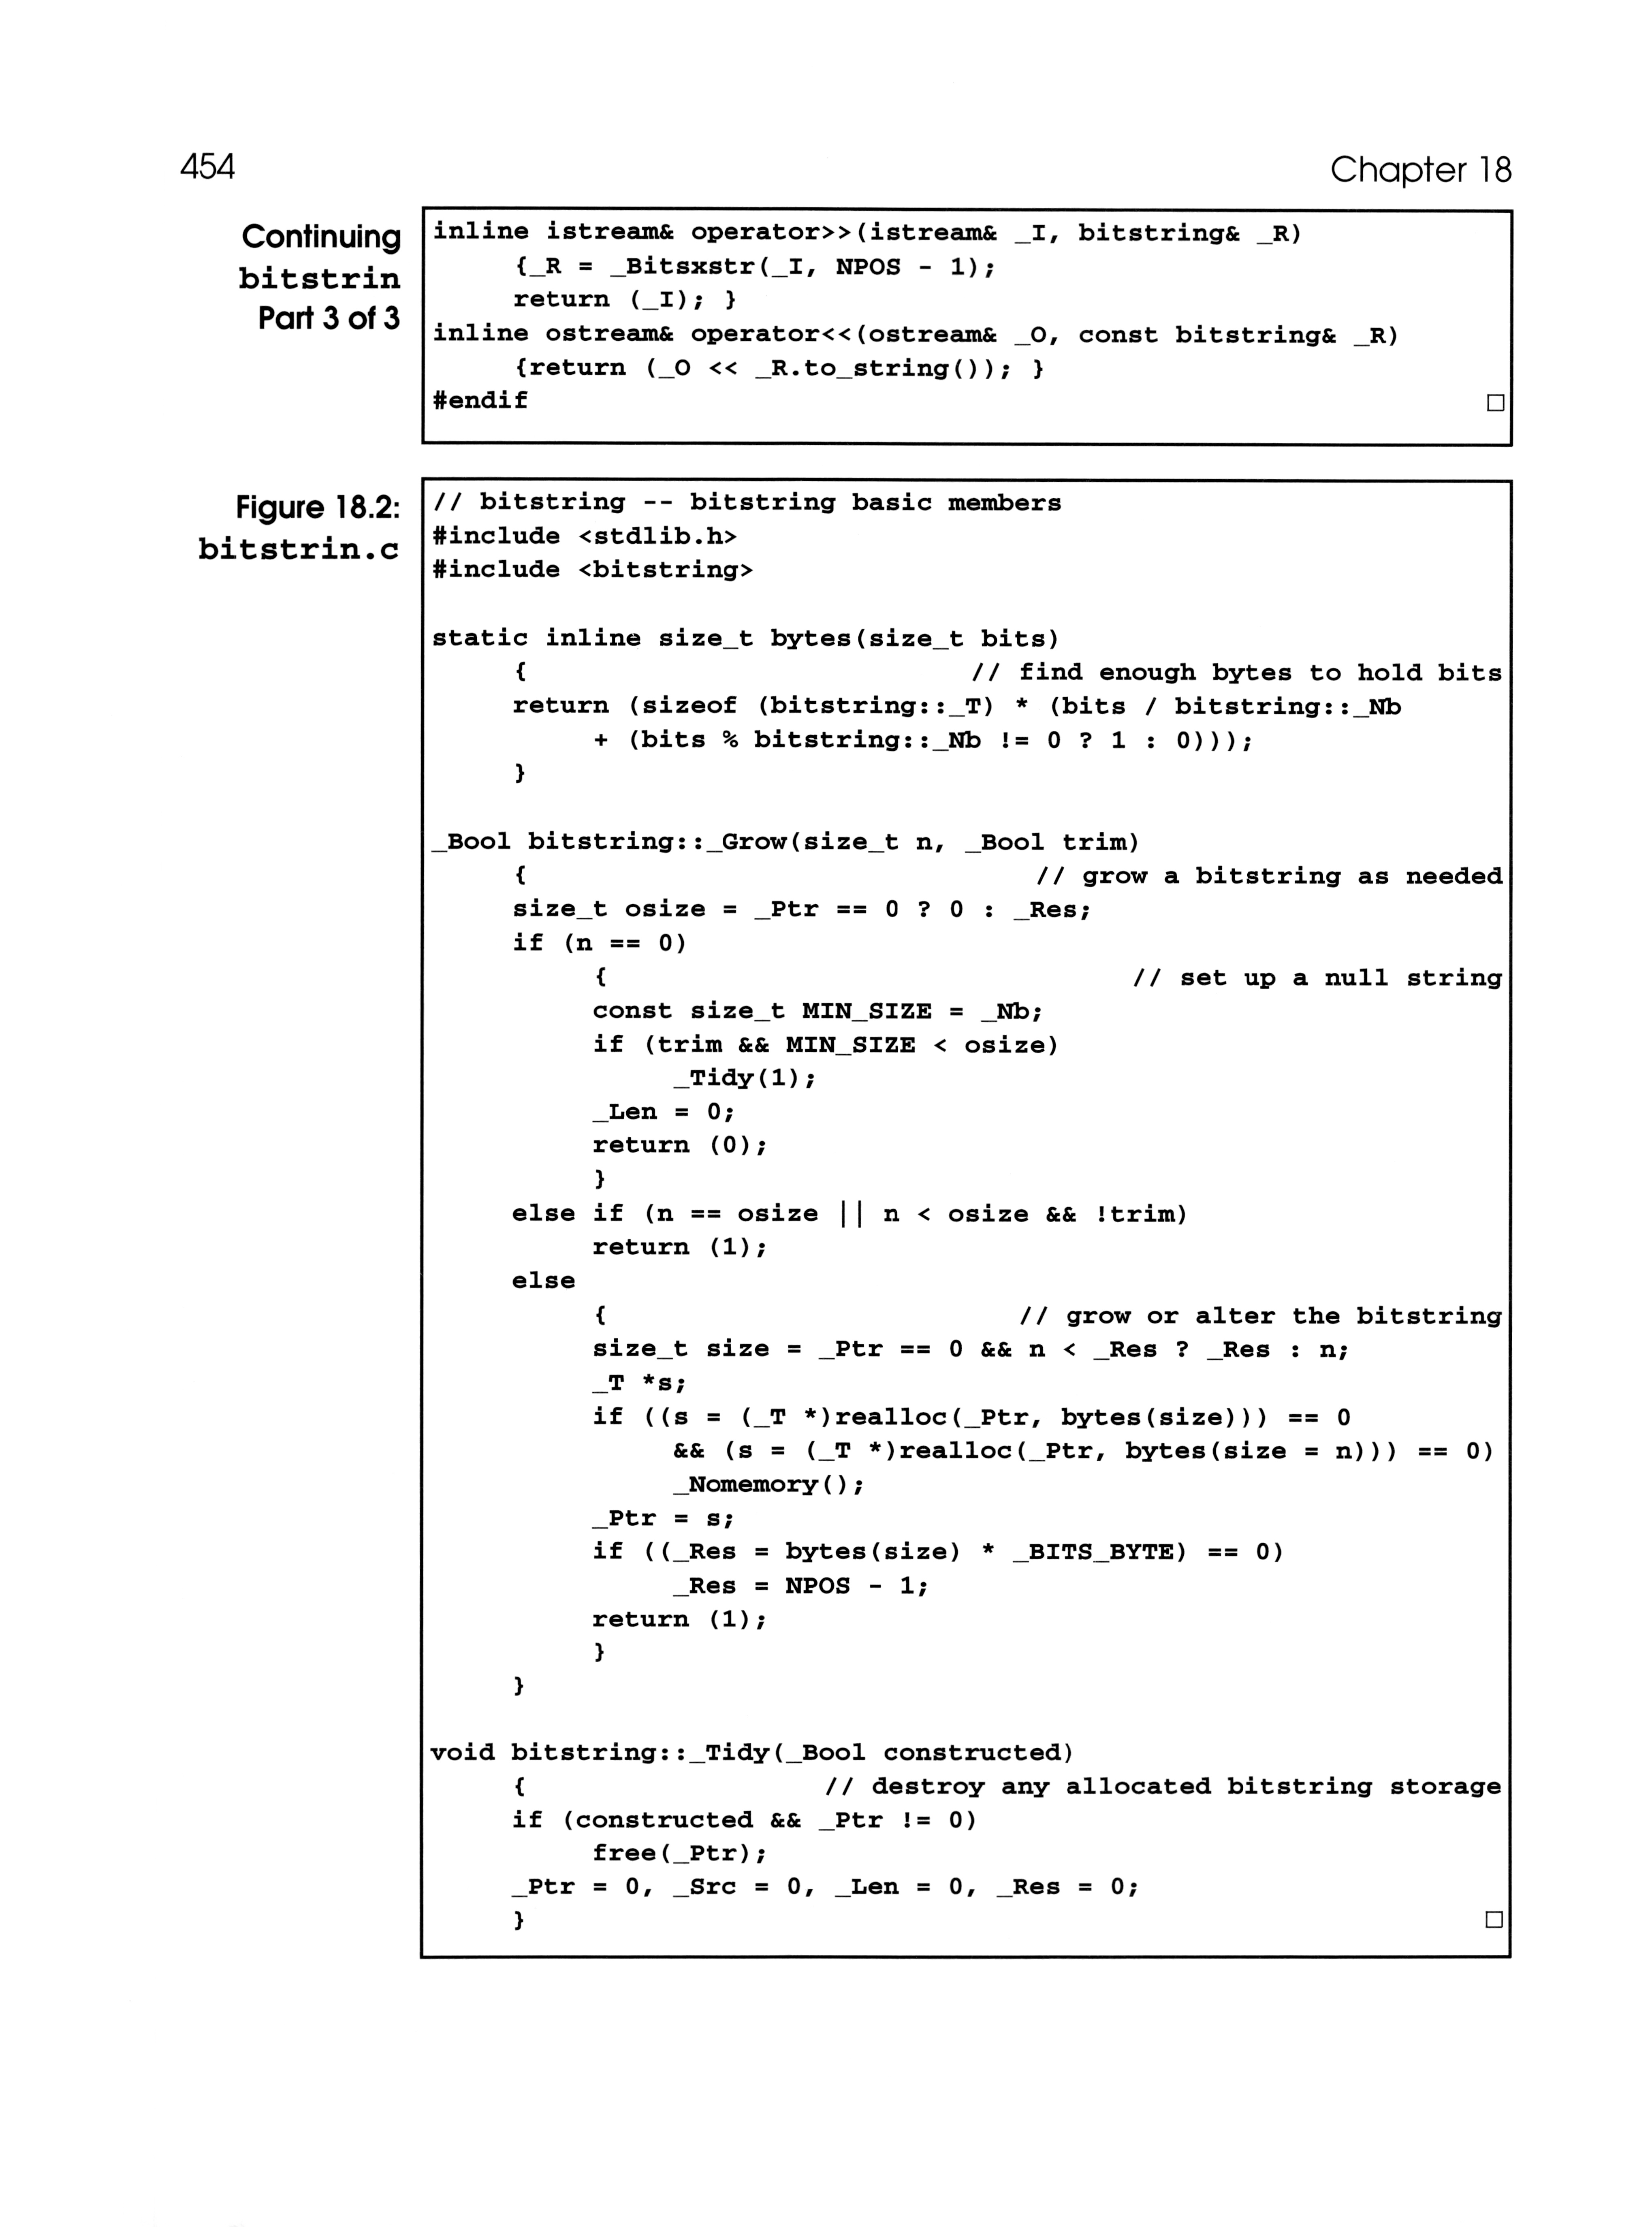 454
Chapter 18
Continuing
bitstrin
Part 3 of 3
inline istream& operator>>(istream& _I, bitstring& _R)
{_R = _Bitsxstr(_I, NPOS - 1);
return (_I); }
inline ostream& operator<<(ostream& _O, const bitstring& _R)
{return (_O << _R.to_string()); }
#endif
Figure 18.2:
bitstrin.c
// bitstring -- bitstring basic members
#include <stdlib.h>
#include <bitstring>
static inline size_t bytes(size_t bits)
{ // find enough bytes to hold bits
return (sizeof (bitstring::_T) * (bits / bitstring::_Nb
+ (bits % bitstring::_Nb != 0 ? 1 : 0)));
}
_Bool bitstring::_Grow(size_t n, _Bool trim)
{ // grow a bitstring as needed
size_t osize = _Ptr == 0 ? 0 : _Res;
if (n == 0)
{ // set up a null string
const size_t MIN_SIZE = _Nb;
if (trim && MIN_SIZE < osize)
_Tidy(1);
_Len = 0;
return (0);
}
else if (n == osize || n < osize && !trim)
return (1);
else
{ // grow or alter the bitstring
size_t size = _Ptr == 0 && n < _Res ? _Res : n;
_T *s;
if ((s = (_T *)realloc(_Ptr, bytes(size))) == 0
&& (s = (_T *)realloc(_Ptr, bytes(size = n))) == 0)
_Nomemory();
_Ptr = s;
if ((_Res = bytes(size) * _BITS_BYTE) == 0)
_Res = NPOS - 1;
return (1);
}
}
void bitstring::_Tidy(_Bool constructed)
{ // destroy any allocated bitstring storage
if (constructed && _Ptr != 0)
free(_Ptr);
_Ptr = 0, _Src = 0, _Len = 0, _Res = 0;
}